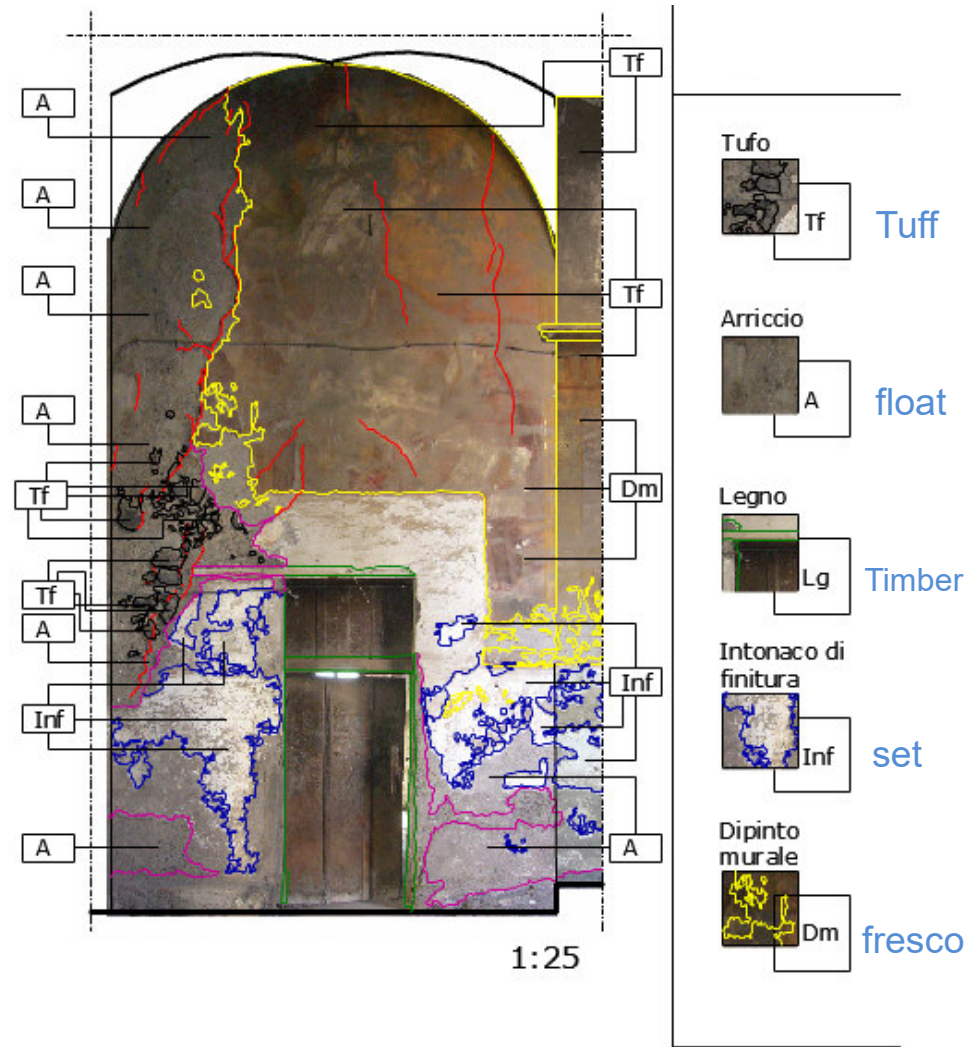 Tf
A
A
A
Tf
A
Dm
Tf
Tf
A
Inf
Inf
A
A
1:25
Tufo
Tf
Tuff
Arriccio
A
float
Legno
Lg
Timber
Intonaco di
finitura
Inf
set
Dipinto
murale
Dm
fresco